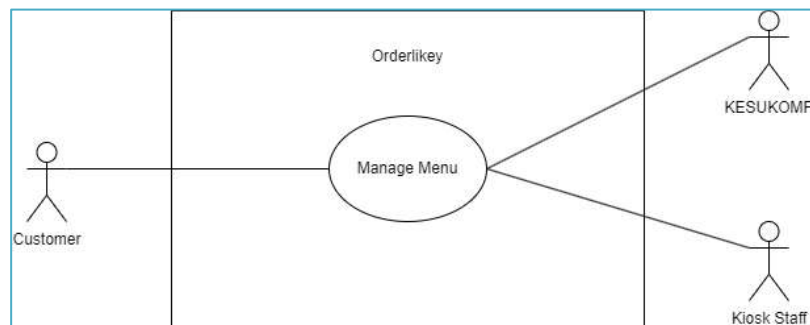 Orderlikey
KESUKOMP
Manage Menu
Customer
Kiosk Staff